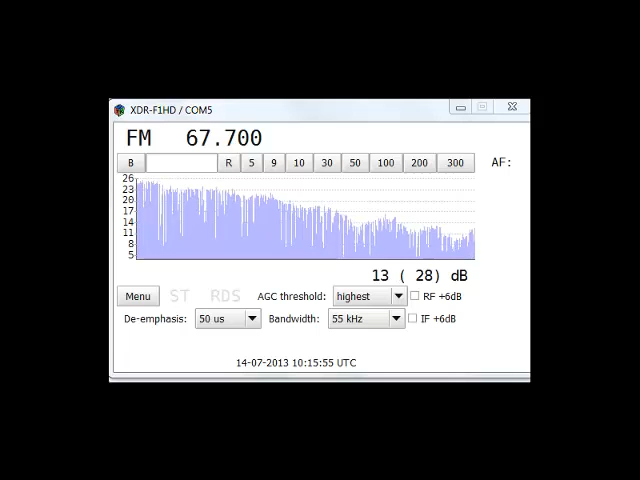 XDR-F1HD / COM5
FM 67.700
B R 5 9 10 30 50 100 200 300 AF:
26
23
20
17
14
11
8
5
13 ( 28) dB
Menu ST RDS AGC threshold: highest RF +6dB
De-emphasis: 50 us Bandwidth: 55 kHz IF +6dB
14-07-2013 10:15:55 UTC